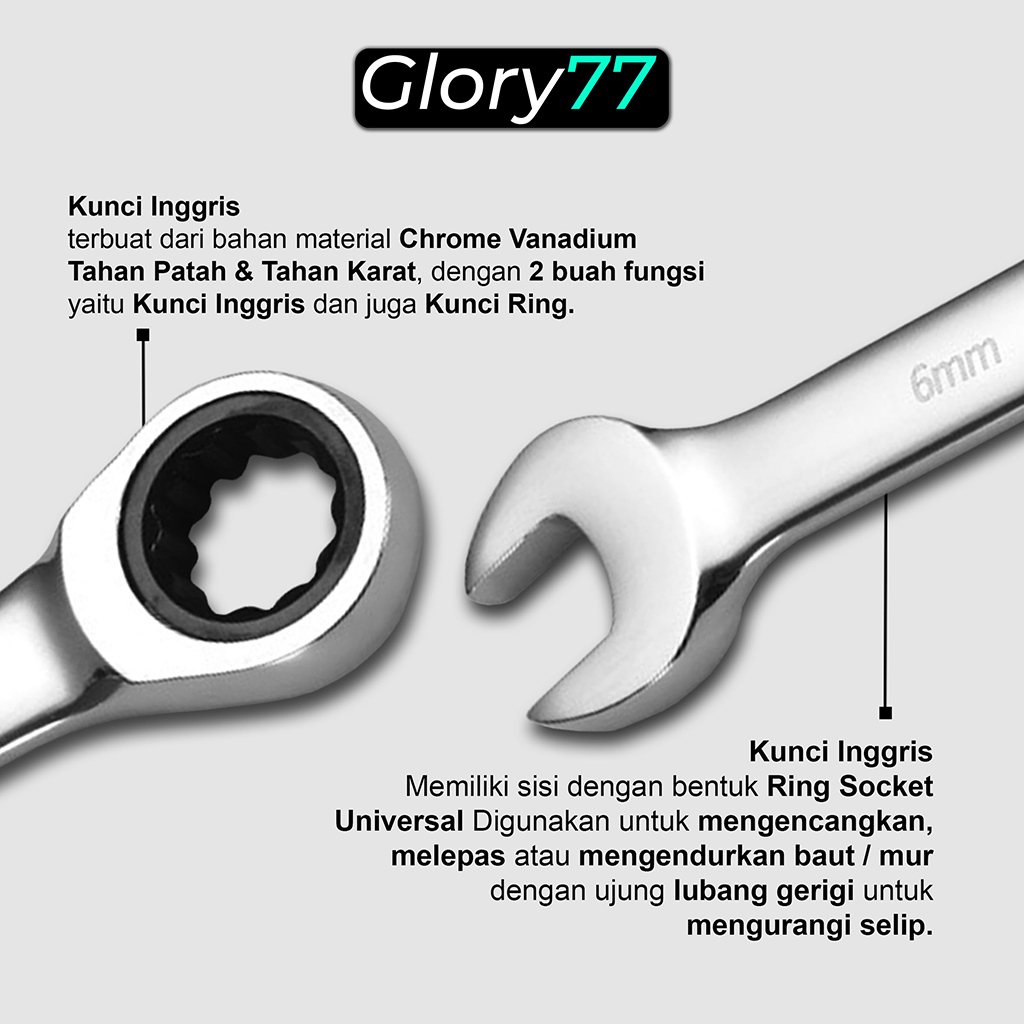 Glory77
Kunci Inggris
terbuat dari bahan material Chrome Vanadium
Tahan Patah & Tahan Karat, dengan 2 buah fungsi
yaitu Kunci Inggris dan juga Kunci Ring.
6mm
Kunci Inggris
Memiliki sisi dengan bentuk Ring Socket
Universal Digunakan untuk mengencangkan,
melepas atau mengendurkan baut / mur
dengan ujung lubang gerigi untuk
mengurangi selip.